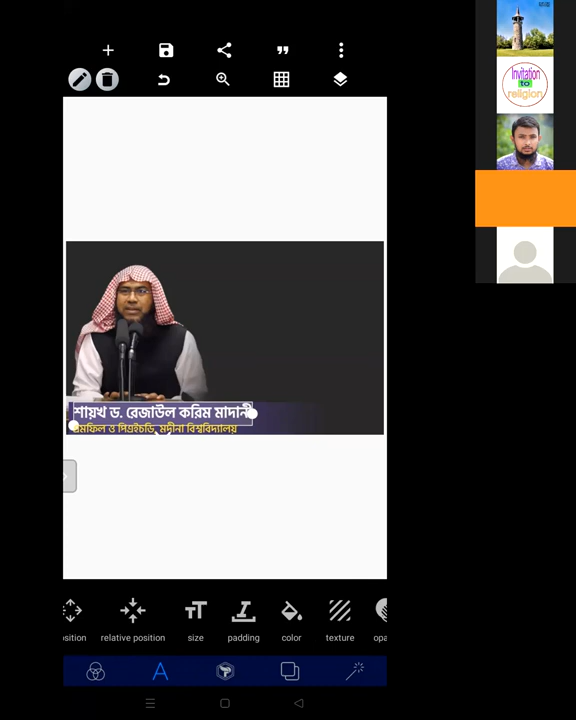 Invitation
to
religion
শায়খ ড. রেজাউল করিম মাদানী
এমফিল ও পিএইচডি, মদীনা বিশ্ববিদ্যালয়
relative position
size
padding
color
texture